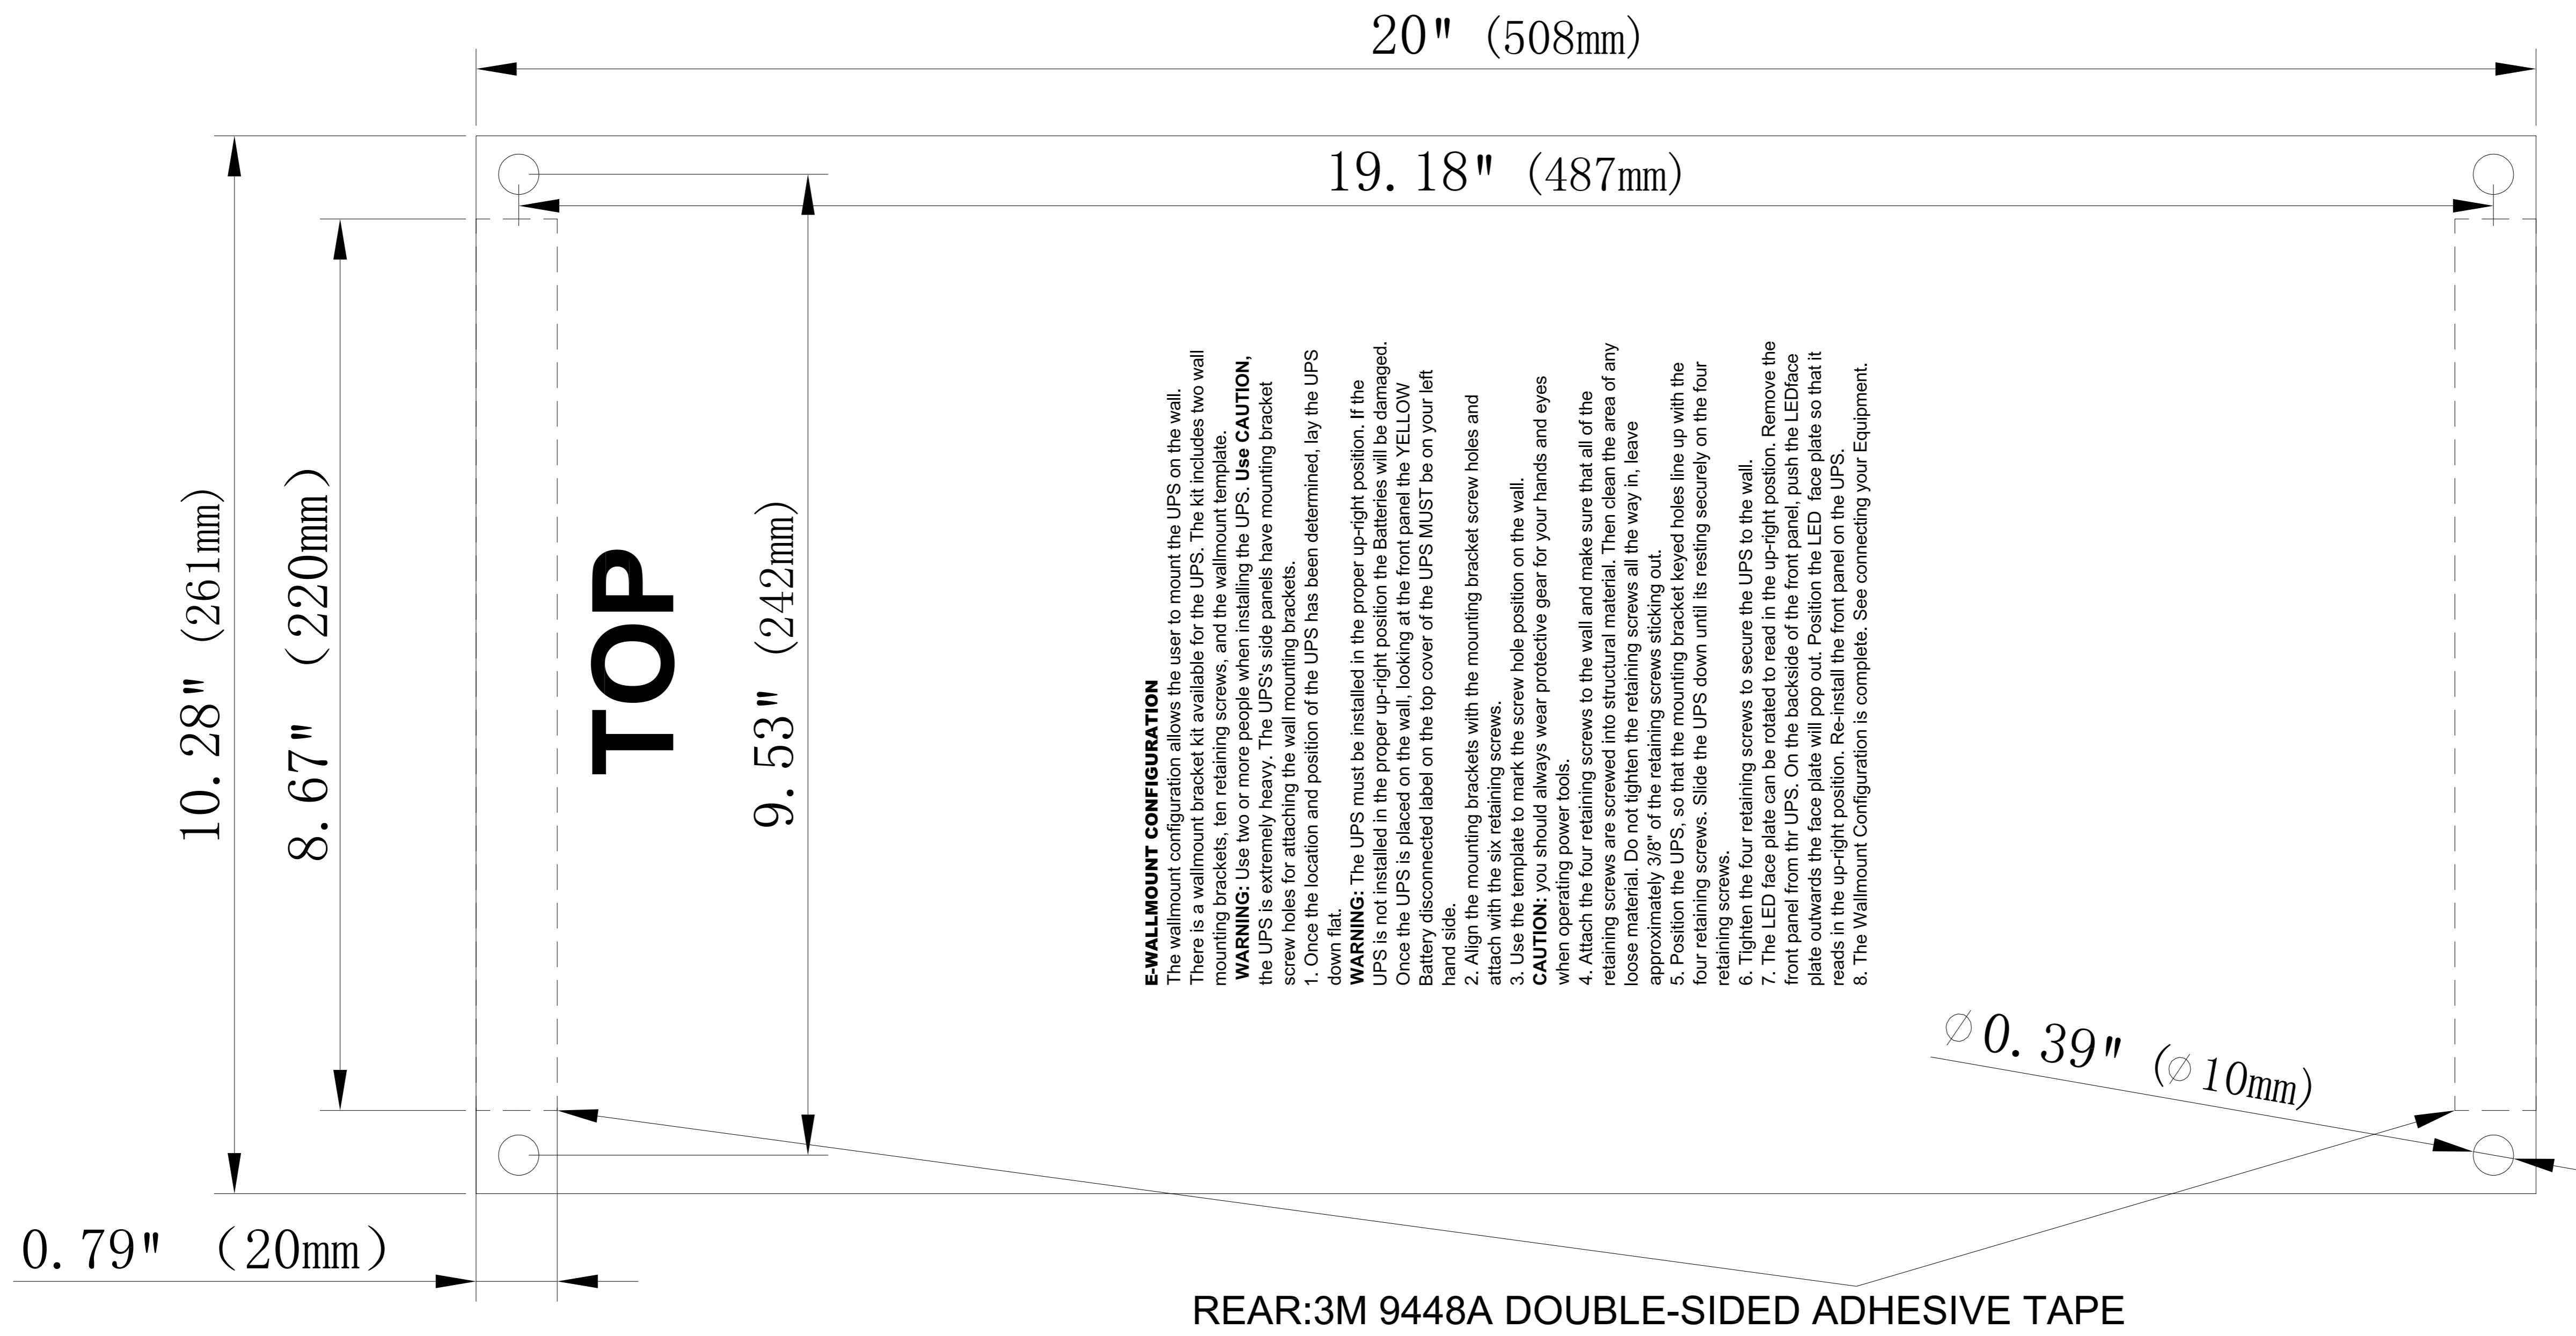 20" (508mm)
19.18" (487mm)
10.28" (261mm)
8.67" (220mm)
TOP
9.53" (242mm)
E-WALLMOUNT CONFIGURATION
The wallmount configuration allows the user to mount the UPS on the wall.
There is a wallmount bracket kit available for the UPS. The kit includes two wall
mounting brackets, ten retaining screws, and the wallmount template.
WARNING: Use two or more people when installing the UPS. Use CAUTION,
the UPS is extremely heavy. The UPS's side panels have mounting bracket
screw holes for attaching the wall mounting brackets.
1. Once the location and position of the UPS has been determined, lay the UPS
down flat.
WARNING: The UPS must be installed in the proper up-right position. If the
UPS is not installed in the proper up-right position the Batteries will be damaged.
Once the UPS is placed on the wall, looking at the front panel the YELLOW
Battery disconnected label on the top cover of the UPS MUST be on your left
hand side.
2. Align the mounting brackets with the mounting bracket screw holes and
attach with the six retaining screws.
3. Use the template to mark the screw hole position on the wall.
CAUTION: you should always wear protective gear for your hands and eyes
when operating power tools.
4. Attach the four retaining screws to the wall and make sure that all of the
retaining screws are screwed into structural material. Then clean the area of any
loose material. Do not tighten the retaining screws all the way in, leave
approximately 3/8" of the retaining screws sticking out.
5. Position the UPS, so that the mounting bracket keyed holes line up with the
four retaining screws. Slide the UPS down until its resting securely on the four
retaining screws.
6. Tighten the four retaining screws to secure the UPS to the wall.
7. The LED face plate can be rotated to read in the up-right postion. Remove the
front panel from thr UPS. On the backside of the front panel, push the LEDface
plate outwards the face plate will pop out. Position the LED face plate so that it
reads in the up-right position. Re-install the front panel on the UPS.
8. The Wallmount Configuration is complete. See connecting your Equipment.
∅0.39" (∅10mm)
0.79" (20mm)
REAR:3M 9448A DOUBLE-SIDED ADHESIVE TAPE